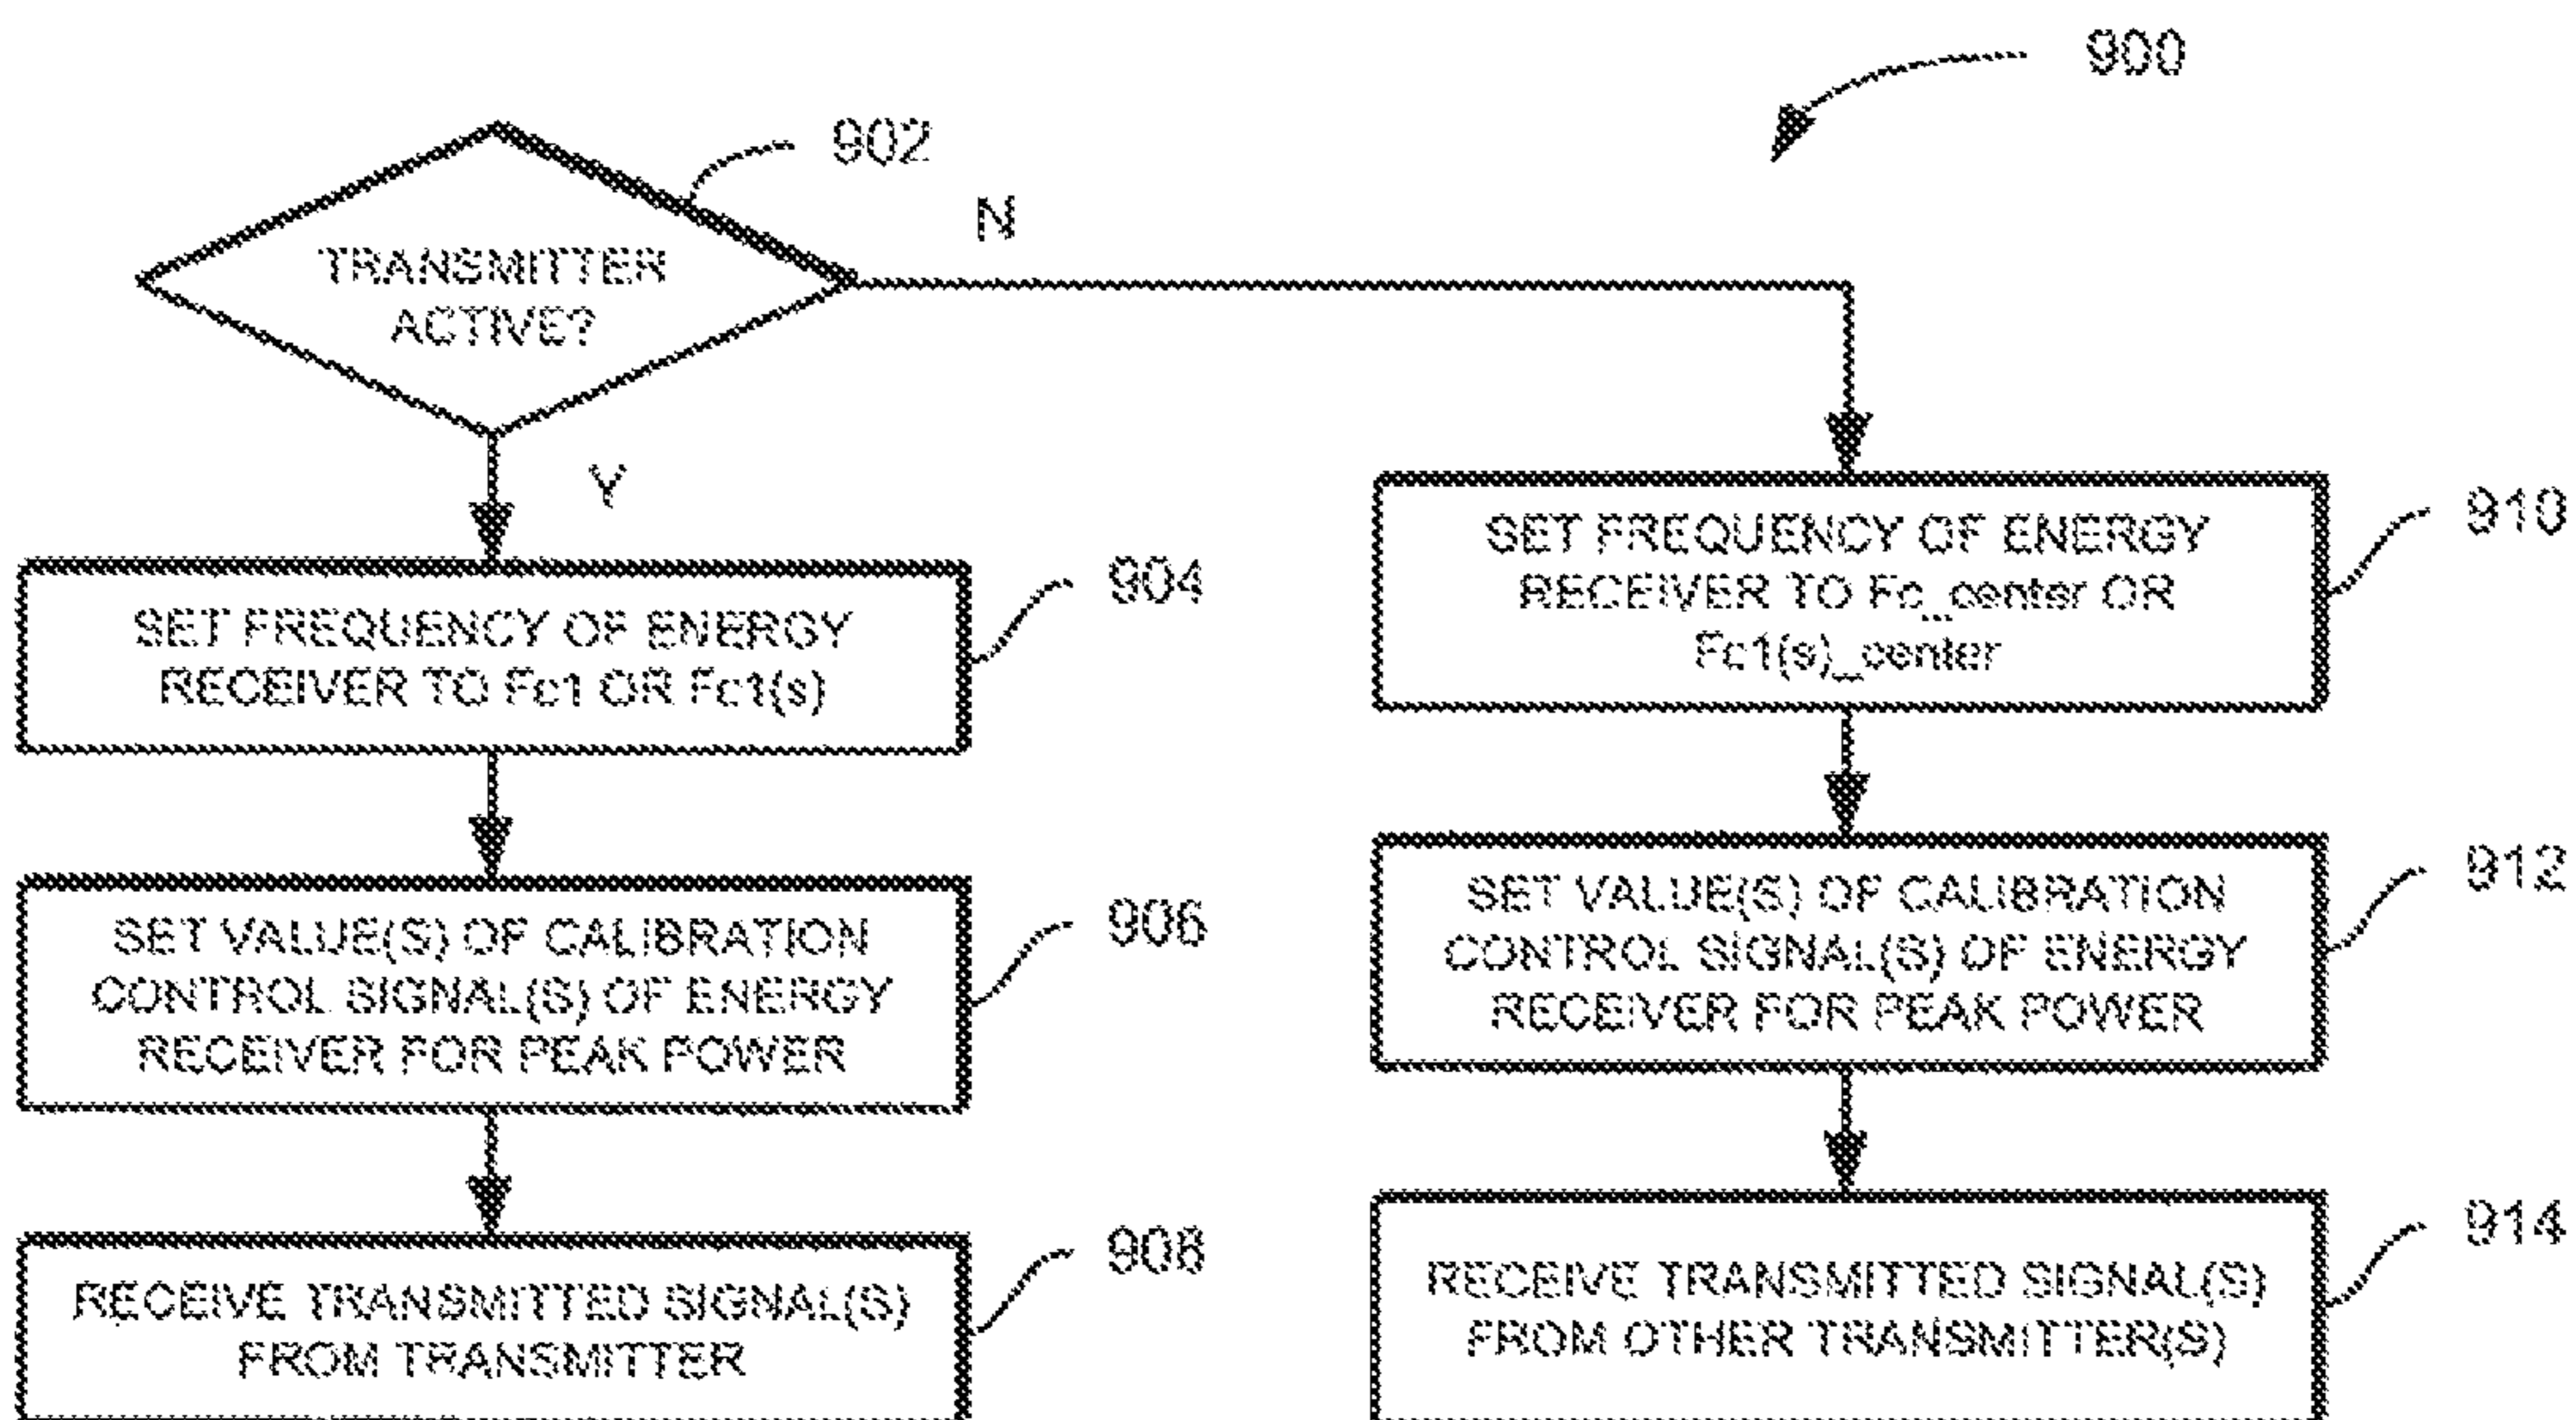 900
902
TRANSMITTER
ACTIVE?
N
Y
SET FREQUENCY OF ENERGY
RECEIVER TO Fc1 OR Fc1(s)
904
SET VALUE(S) OF CALIBRATION
CONTROL SIGNAL(S) OF ENERGY
RECEIVER FOR PEAK POWER
906
RECEIVE TRANSMITTED SIGNAL(S)
FROM TRANSMITTER
908
SET FREQUENCY OF ENERGY
RECEIVER TO Fc_center OR
Fc1(s)_center
910
SET VALUE(S) OF CALIBRATION
CONTROL SIGNAL(S) OF ENERGY
RECEIVER FOR PEAK POWER
912
RECEIVE TRANSMITTED SIGNAL(S)
FROM OTHER TRANSMITTER(S)
914